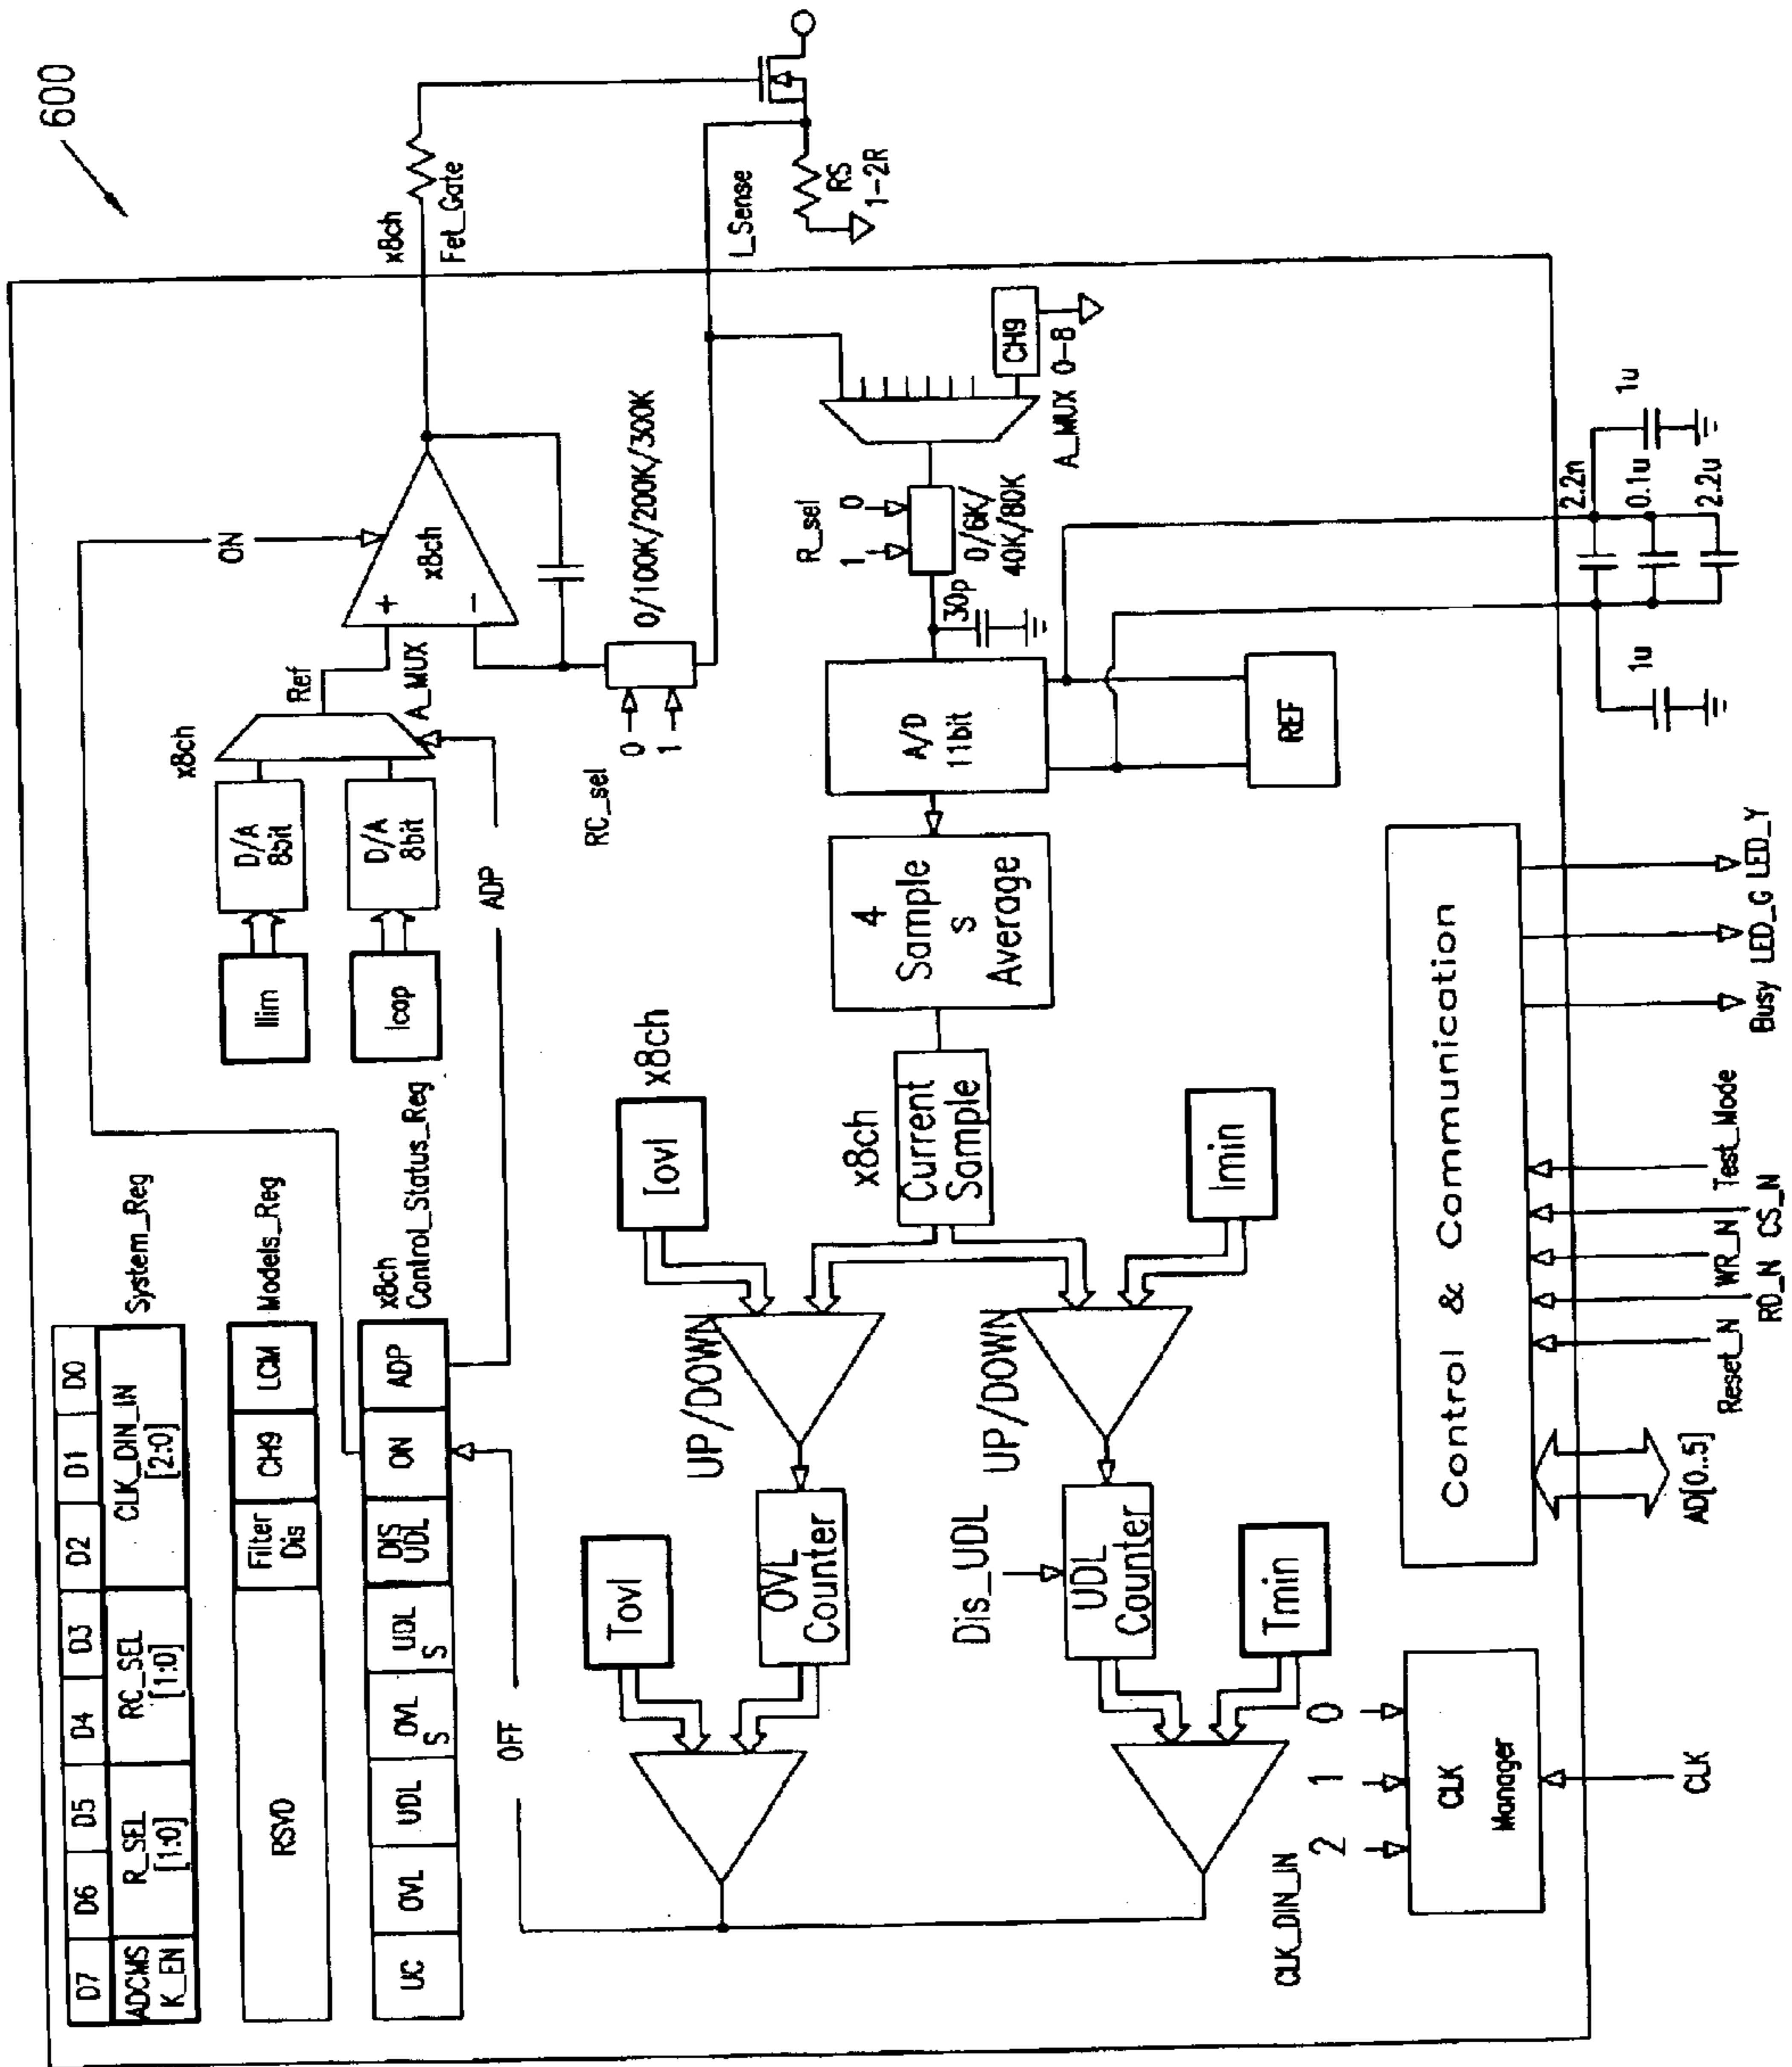 600
D7 D6 D5 D4 D3 D2 D1 D0
ADCMS
K_EN
R_SEL
[1:0]
RC_SEL
[1:0]
CLK_DIN_IN
[2:0]
System_Reg
RSVD
Filter
Dis
CH9
LCM
Models_Reg
UC
OVL
UDL
OVL
S
UDL
S
DIS
UDL
ON
ADP
x8ch
Control_Status_Reg
Ilim
Icap
D/A
8bit
D/A
8bit
x8ch
Ref
A_MUX
ADP
ON
+
-
x8ch
x8ch
Fet_Gate
RC_sel
0
1
0/100K/200K/300K
I_Sense
RS
1-2R
OFF
Tovl
OVL
Counter
UP/DOWN
Iovl
x8ch
x8ch
Current
Sample
4
Sample
s
Average
A/D
11bit
30p
R_sel
1
0
0/6K/
40K/80K
A_MUX 0-8
CH9
Dis_UDL
UDL
Counter
UP/DOWN
Imin
Tmin
REF
2.2n
0.1u
2.2u
1u
1u
CLK_DIN_IN
2
1
0
CLK
Manager
CLK
Control & Communication
AD[0..5]
Reset_N
RD_N
WR_N
CS_N
Test_Mode
Busy
LED_G
LED_Y